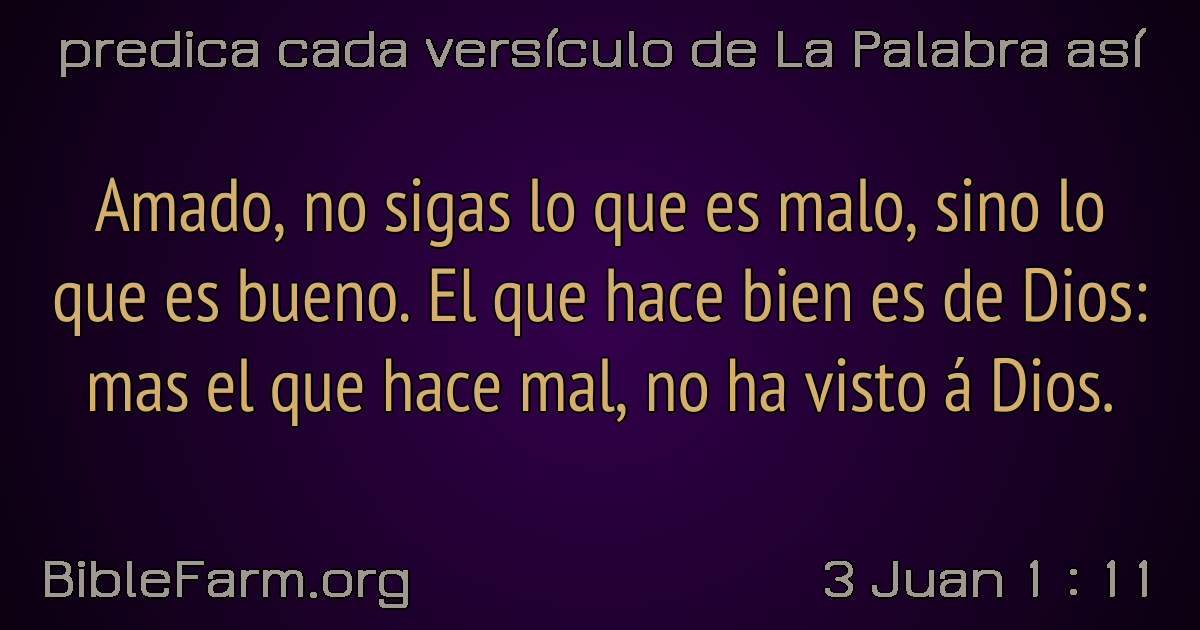 predica cada versículo de La Palabra así
Amado, no sigas lo que es malo, sino lo
que es bueno. El que hace bien es de Dios:
mas el que hace mal, no ha visto á Dios.
BibleFarm.org
3 Juan 1 : 11